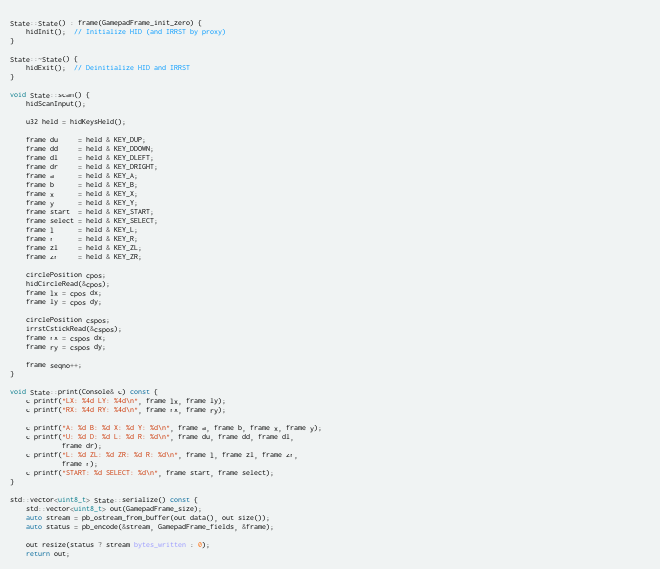 State::State() : frame(GamepadFrame_init_zero) {
    hidInit();  // Initialize HID (and IRRST by proxy)
}
State::~State() {
    hidExit();  // Deinitialize HID and IRRST
}
void State::scan() {
    hidScanInput();
    u32 held = hidKeysHeld();
    frame du     = held & KEY_DUP;
    frame dd     = held & KEY_DDOWN;
    frame dl     = held & KEY_DLEFT;
    frame dr     = held & KEY_DRIGHT;
    frame a      = held & KEY_A;
    frame b      = held & KEY_B;
    frame x      = held & KEY_X;
    frame y      = held & KEY_Y;
    frame start  = held & KEY_START;
    frame select = held & KEY_SELECT;
    frame l      = held & KEY_L;
    frame r      = held & KEY_R;
    frame zl     = held & KEY_ZL;
    frame zr     = held & KEY_ZR;
    circlePosition cpos;
    hidCircleRead(&cpos);
    frame lx = cpos dx;
    frame ly = cpos dy;
    circlePosition cspos;
    irrstCstickRead(&cspos);
    frame rx = cspos dx;
    frame ry = cspos dy;
    frame seqno++;
}
void State::print(Console& c) const {
    c printf("LX: %4d LY: %4d\n", frame lx, frame ly);
    c printf("RX: %4d RY: %4d\n", frame rx, frame ry);
    c printf("A: %d B: %d X: %d Y: %d\n", frame a, frame b, frame x, frame y);
    c printf("U: %d D: %d L: %d R: %d\n", frame du, frame dd, frame dl,
             frame dr);
    c printf("L: %d ZL: %d ZR: %d R: %d\n", frame l, frame zl, frame zr,
             frame r);
    c printf("START: %d SELECT: %d\n", frame start, frame select);
}
std::vector<uint8_t> State::serialize() const {
    std::vector<uint8_t> out(GamepadFrame_size);
    auto stream = pb_ostream_from_buffer(out data(), out size());
    auto status = pb_encode(&stream, GamepadFrame_fields, &frame);
    out resize(status ? stream bytes_written : 0);
    return out;